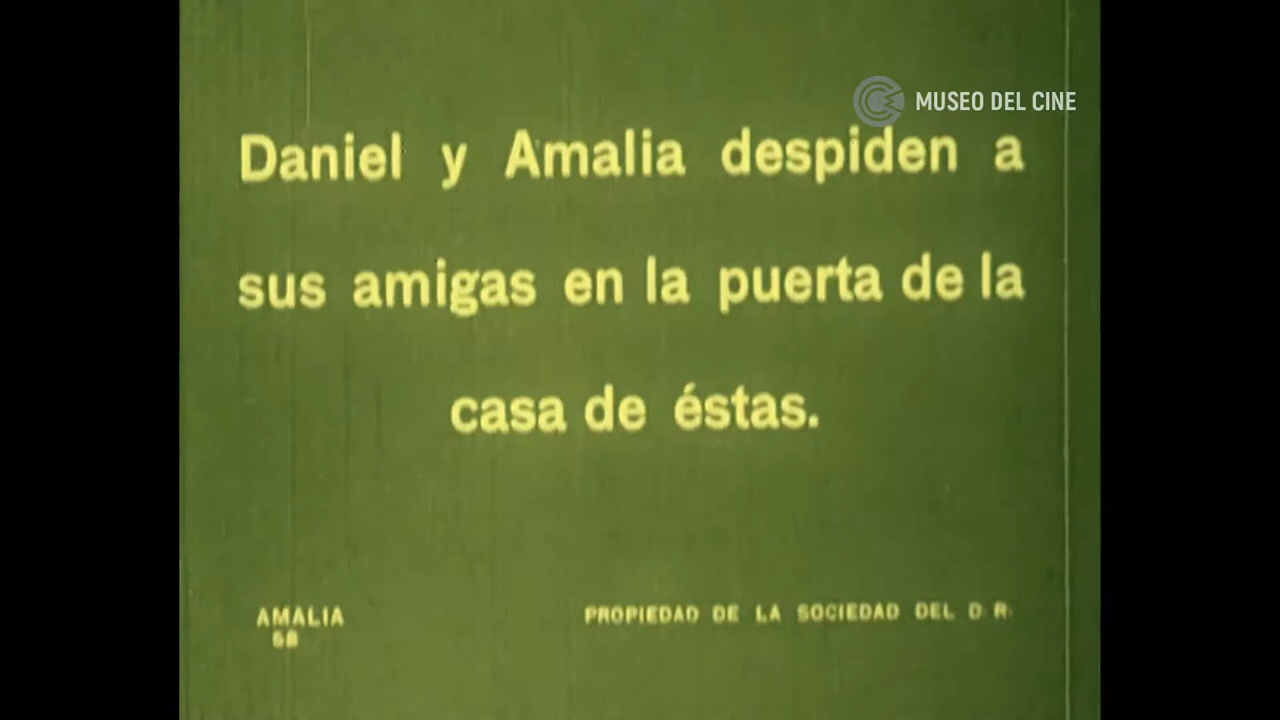 MUSEO DEL CINE
Daniel y Amalia despiden a
sus amigas en la puerta de la
casa de éstas.
AMALIA
PROPIEDAD DE LA SOCIEDAD DEL D. R.
58